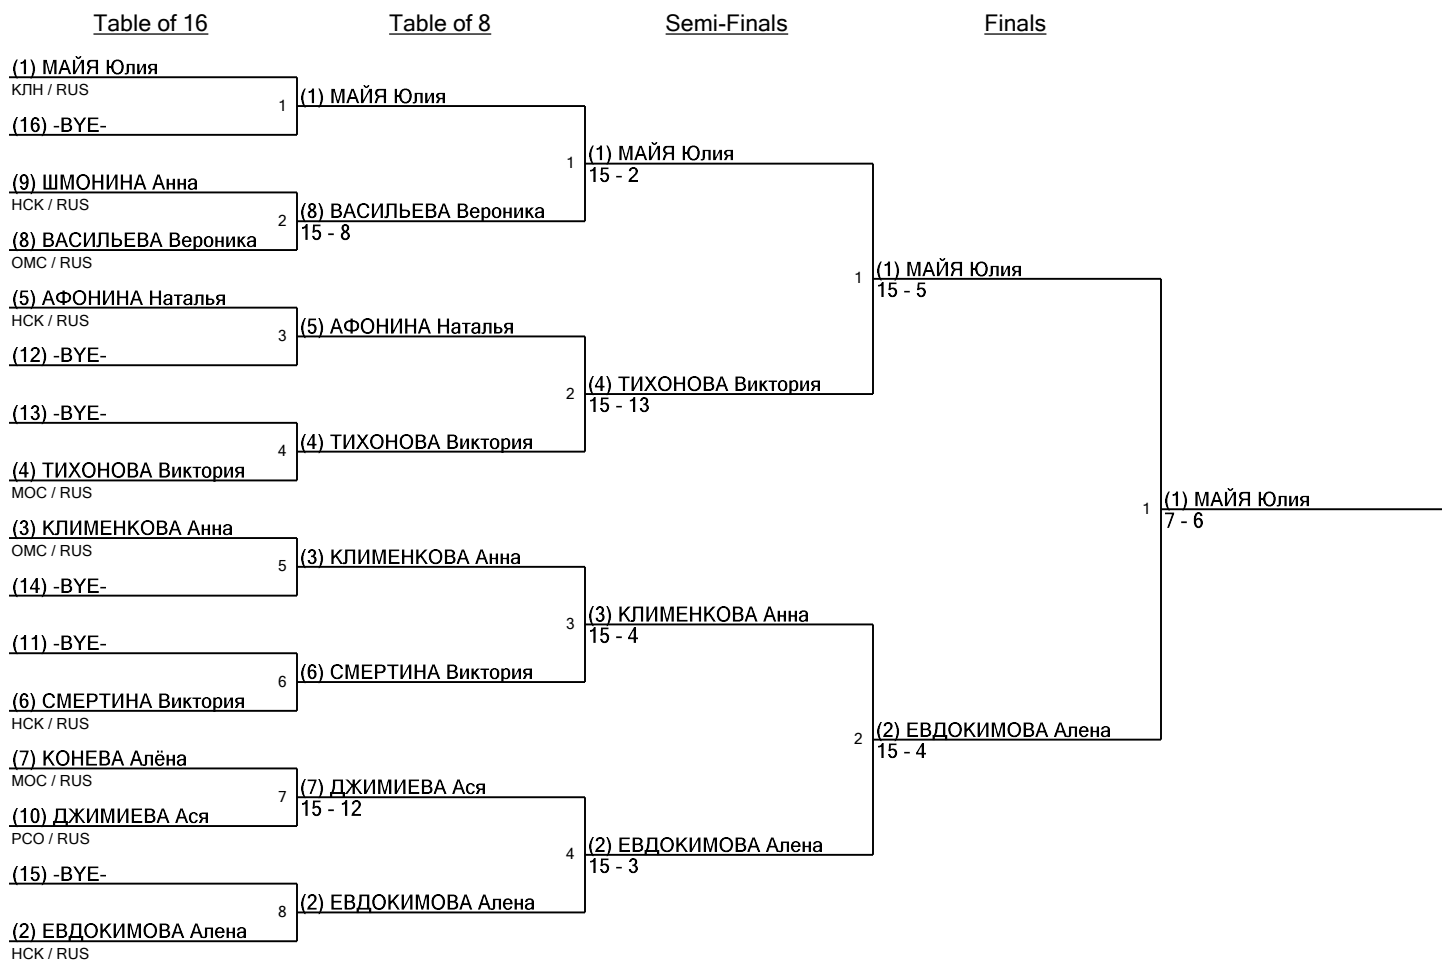 Table of 16
Table of 8
Semi-Finals
Finals
(1) МАЙЯ Юлия
КЛН / RUS
1
(16) -BYE-
(1) МАЙЯ Юлия
(9) ШМОНИНА Анна
НСК / RUS
2
(8) ВАСИЛЬЕВА Вероника
ОМС / RUS
(8) ВАСИЛЬЕВА Вероника
15 - 8
1
(1) МАЙЯ Юлия
15 - 2
(5) АФОНИНА Наталья
НСК / RUS
3
(12) -BYE-
(5) АФОНИНА Наталья
(13) -BYE-
4
(4) ТИХОНОВА Виктория
МОС / RUS
(4) ТИХОНОВА Виктория
2
(4) ТИХОНОВА Виктория
15 - 13
1
(1) МАЙЯ Юлия
15 - 5
(3) КЛИМЕНКОВА Анна
ОМС / RUS
5
(14) -BYE-
(3) КЛИМЕНКОВА Анна
(11) -BYE-
6
(6) СМЕРТИНА Виктория
НСК / RUS
(6) СМЕРТИНА Виктория
3
(3) КЛИМЕНКОВА Анна
15 - 4
(7) КОНЕВА Алёна
МОС / RUS
7
(10) ДЖИМИЕВА Ася
РСО / RUS
(7) ДЖИМИЕВА Ася
15 - 12
(15) -BYE-
8
(2) ЕВДОКИМОВА Алена
НСК / RUS
(2) ЕВДОКИМОВА Алена
4
(2) ЕВДОКИМОВА Алена
15 - 3
2
(2) ЕВДОКИМОВА Алена
15 - 4
1
(1) МАЙЯ Юлия
7 - 6